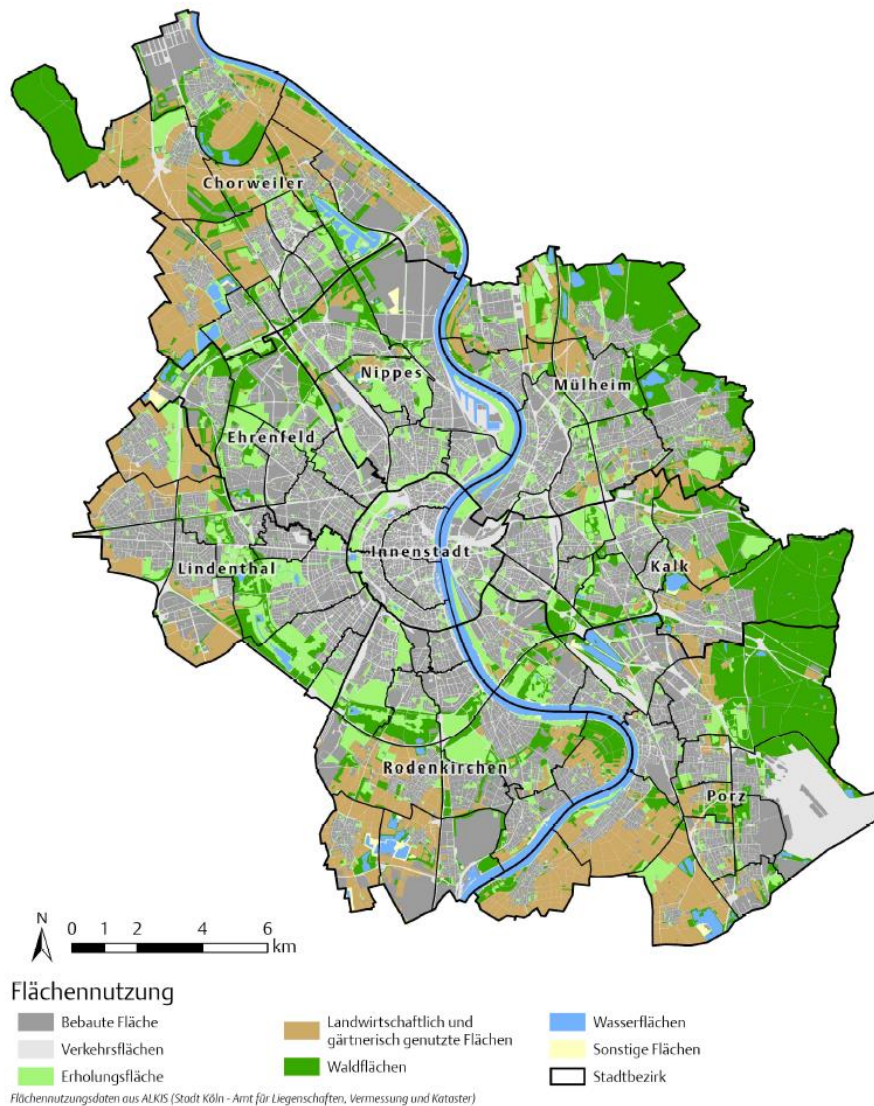 Chorweiler
Nippes
Mülheim
Ehrenfeld
Innenstadt
Lindenthal
Kalk
Rodenkirchen
Porz
N
0 1 2 4 6
km
Flächennutzung
Bebaute Fläche
Verkehrsflächen
Erholungsfläche
Landwirtschaftlich und
gärtnerisch genutzte Flächen
Waldflächen
Wasserflächen
Sonstige Flächen
Stadtbezirk
Flächennutzungsdaten aus ALKIS (Stadt Köln - Amt für Liegenschaften, Vermessung und Kataster)